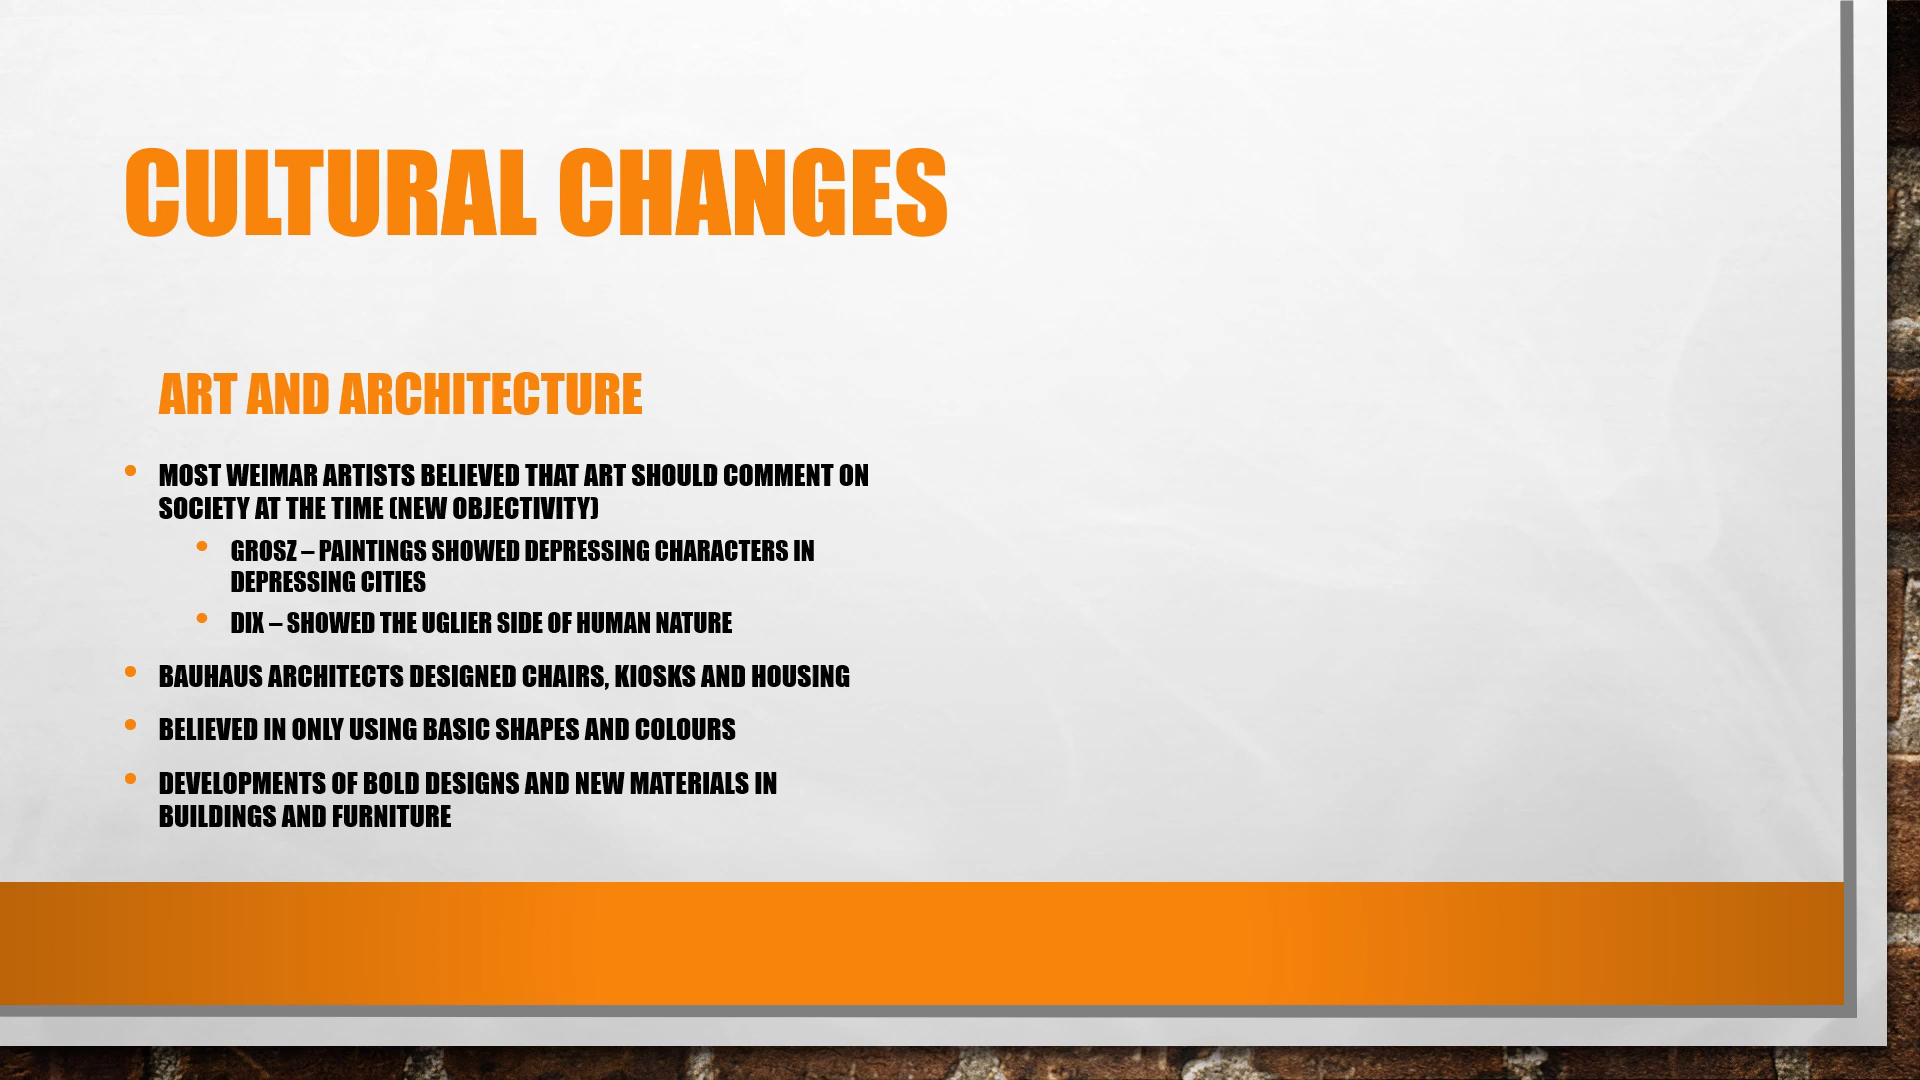 CULTURAL CHANGES
ART AND ARCHITECTURE
• MOST WEIMAR ARTISTS BELIEVED THAT ART SHOULD COMMENT ON
SOCIETY AT THE TIME (NEW OBJECTIVITY)
• GROSZ – PAINTINGS SHOWED DEPRESSING CHARACTERS IN
DEPRESSING CITIES
• DIX – SHOWED THE UGLIER SIDE OF HUMAN NATURE
• BAUHAUS ARCHITECTS DESIGNED CHAIRS, KIOSKS AND HOUSING
• BELIEVED IN ONLY USING BASIC SHAPES AND COLOURS
• DEVELOPMENTS OF BOLD DESIGNS AND NEW MATERIALS IN
BUILDINGS AND FURNITURE